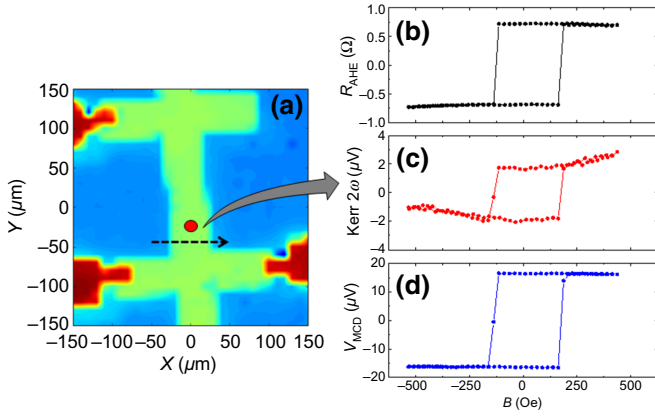 (a)
150
100
50
0
−50
−100
−150
Y (µm)
−150 −100 −50 0 50 100 150
X (µm)
(b)
1.0
0.5
0.0
−0.5
−1.0
R_AHE (Ω)
(c)
4
2
0
−2
−4
Kerr 2ω (µV)
(d)
20
10
0
−10
−20
V_MCD (µV)
−500 −250 0 250 500
B (Oe)